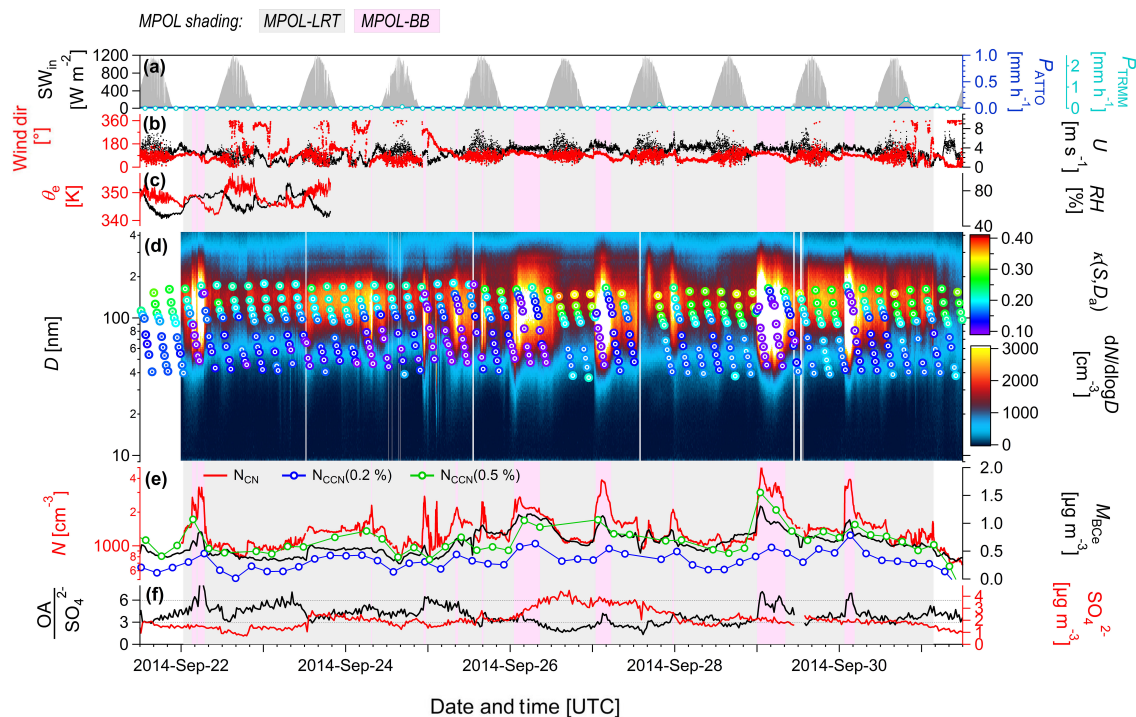 MPOL shading: MPOL-LRT MPOL-BB
(a)
SWin
[W m-2]
1200
800
400
0
1.0
0.5
0.0
PATTO
[mm h-1]
2
1
0
PTRMM
[mm h-1]
(b)
Wind dir
[°]
360
180
0
8
4
0
U
[m s-1]
(c)
θe
[K]
350
340
80
40
RH
[%]
(d)
D [nm]
4
2
100
8
6
4
2
10
0.40
0.30
0.20
0.10
κ(S,Da)
3000
2000
1000
0
dN/dlogD
[cm-3]
(e)
NCN NCCN(0.2 %) NCCN(0.5 %)
N [cm-3]
4
2
1000
8
6
2.0
1.5
1.0
0.5
0.0
MBCe
[µg m-3]
(f)
OA
SO42-
6
3
0
4
3
2
1
0
SO42-
[µg m-3]
2014-Sep-22 2014-Sep-24 2014-Sep-26 2014-Sep-28 2014-Sep-30
Date and time [UTC]